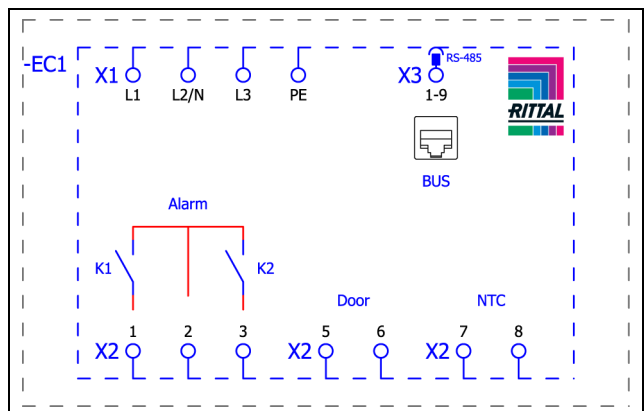 -EC1
X1 L1 L2/N L3 PE
X3 RS-485
1-9
RITTAL
BUS
Alarm
K1 K2
Door NTC
1 2 3 5 6 7 8
X2 X2 X2